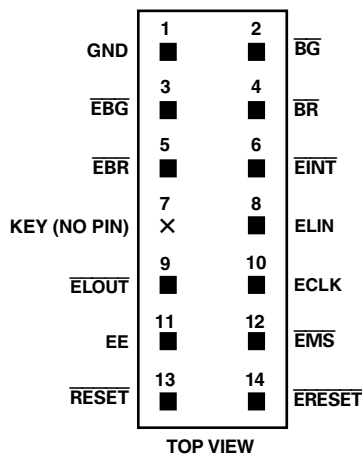 1 2
GND BG
3 4
EBG BR
5 6
EBR EINT
7 8
KEY (NO PIN) × ELIN
9 10
ELOUT ECLK
11 12
EE EMS
13 14
RESET ERESET
TOP VIEW